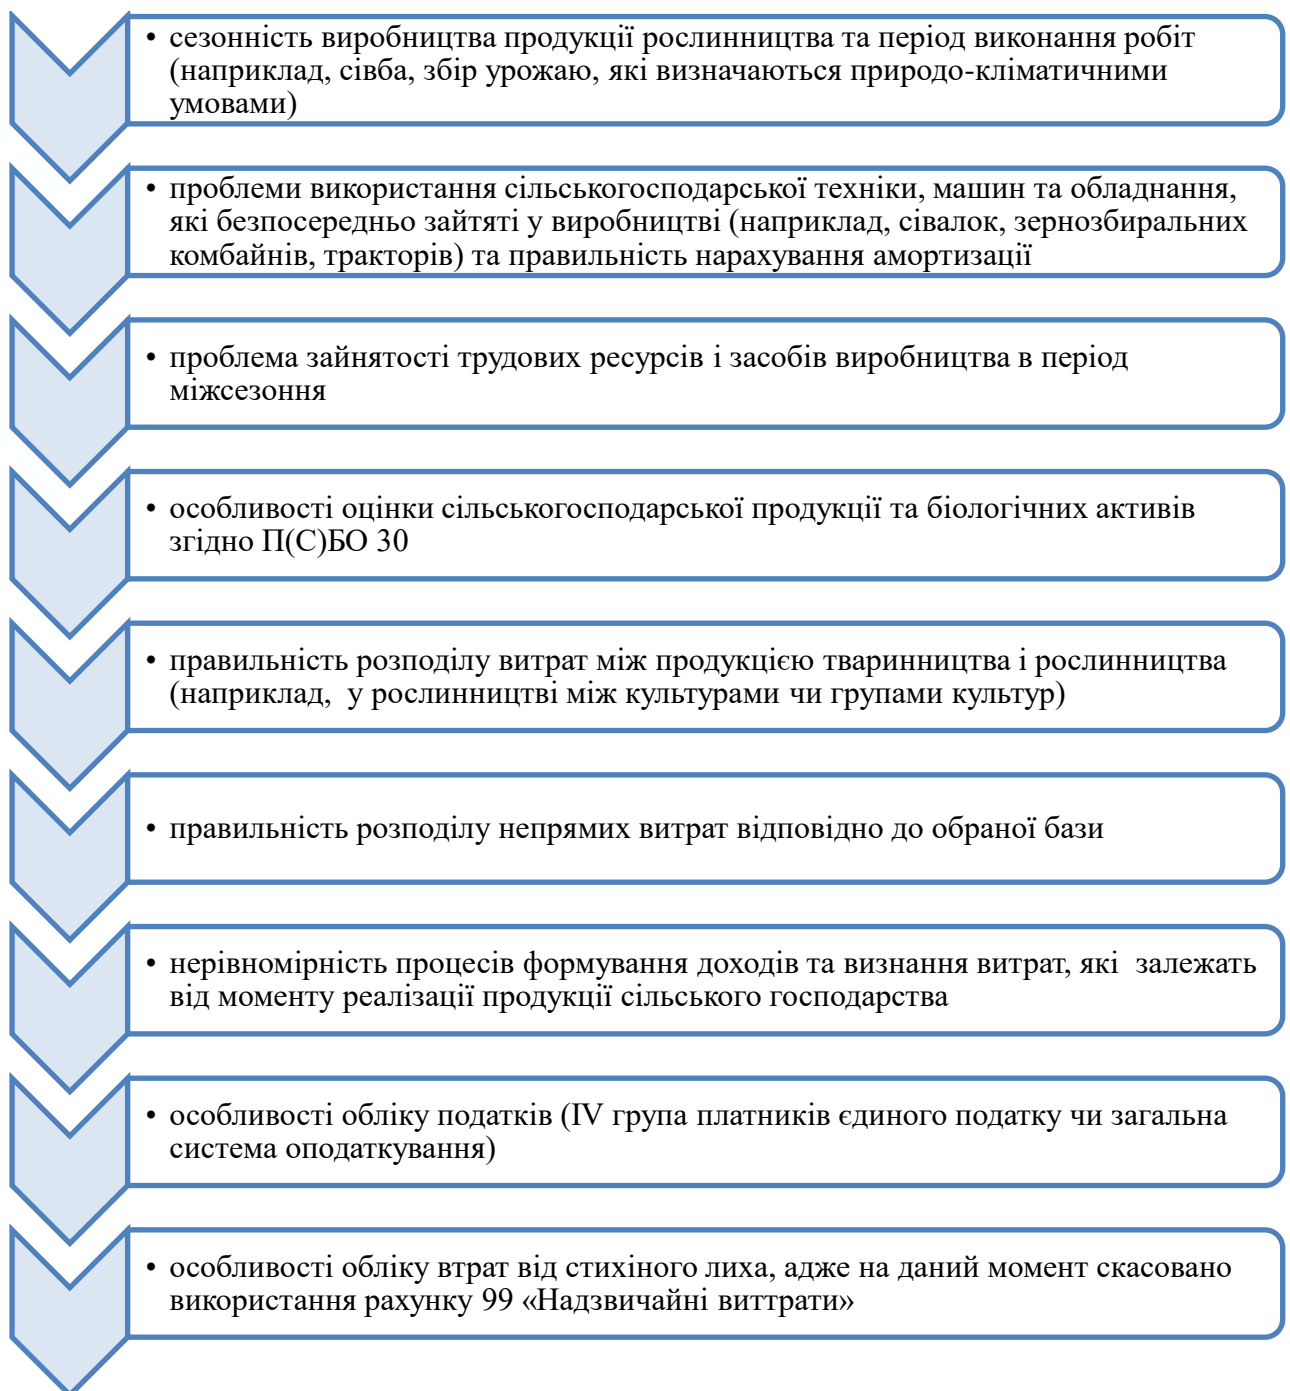 • сезонність виробництва продукції рослинництва та період виконання робіт
(наприклад, сівба, збір урожаю, які визначаються природо-кліматичними
умовами)
• проблеми використання сільськогосподарської техніки, машин та обладнання,
які безпосередньо зайтяті у виробництві (наприклад, сівалок, зернозбиральних
комбайнів, тракторів) та правильність нарахування амортизації
• проблема зайнятості трудових ресурсів і засобів виробництва в період
міжсезоння
• особливості оцінки сільськогосподарської продукції та біологічних активів
згідно П(С)БО 30
• правильність розподілу витрат між продукцією тваринництва і рослинництва
(наприклад,  у рослинництві між культурами чи групами культур)
• правильність розподілу непрямих витрат відповідно до обраної бази
• нерівномірність процесів формування доходів та визнання витрат, які  залежать
від моменту реалізації продукції сільського господарства
• особливості обліку податків (IV група платників єдиного податку чи загальна
система оподаткування)
• особливості обліку втрат від стихіного лиха, адже на даний момент скасовано
використання рахунку 99 «Надзвичайні виттрати»